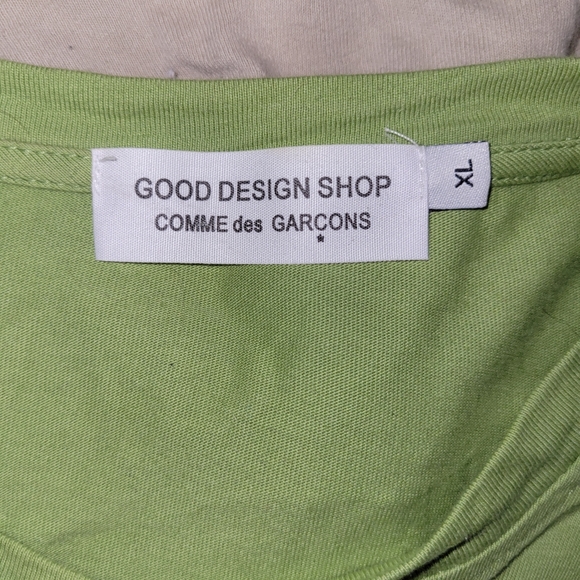 GOOD DESIGN SHOP
COMME des GARCONS
*
XL